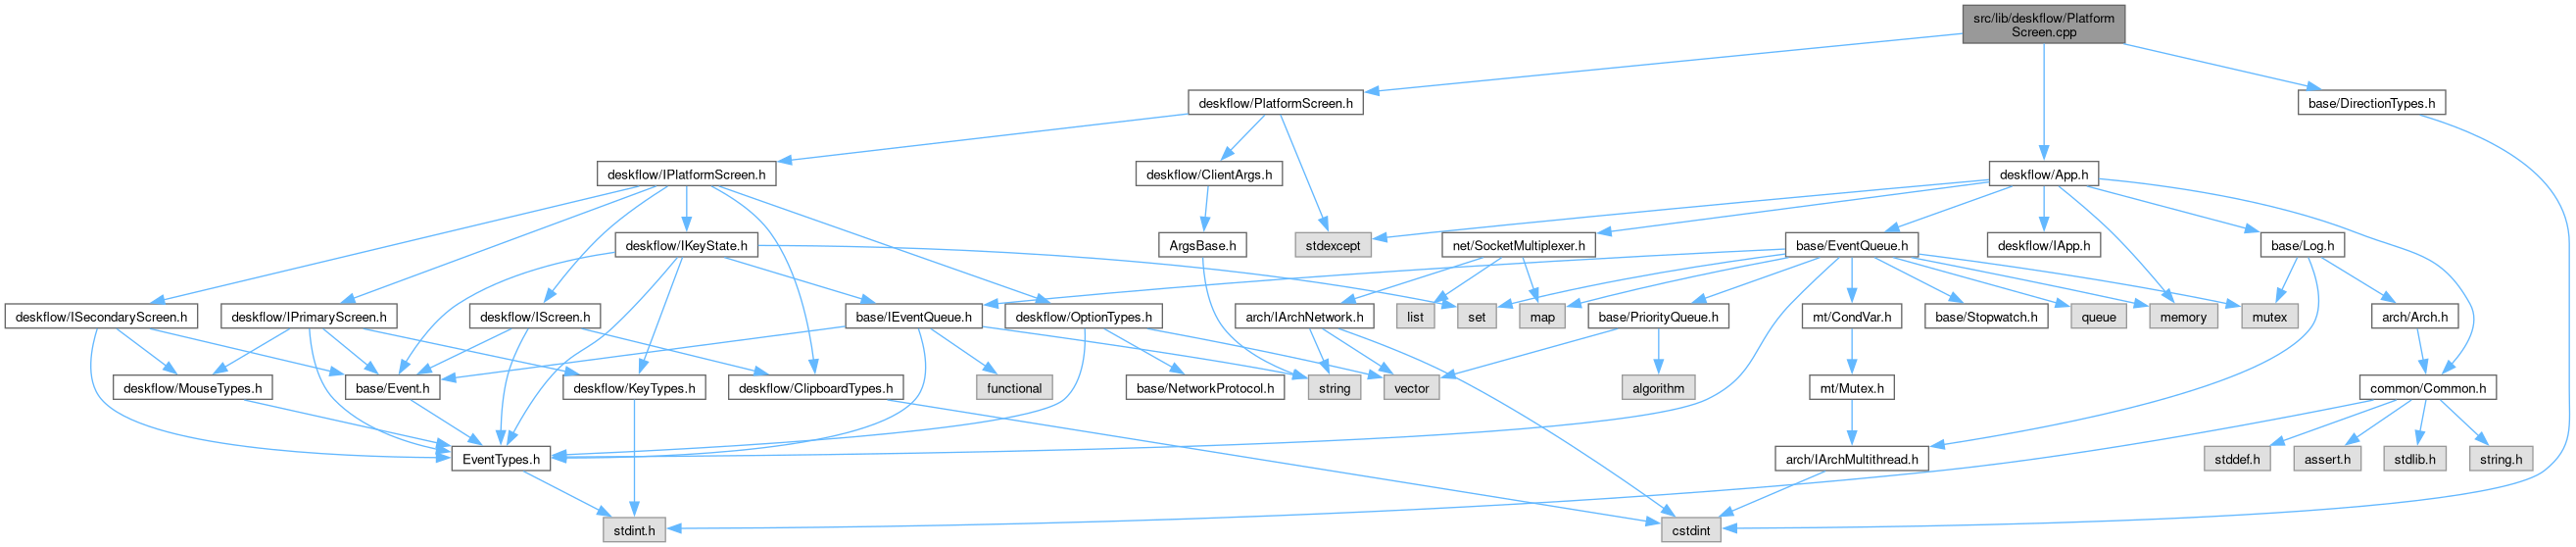 src/lib/deskflow/Platform
Screen.cpp
deskflow/PlatformScreen.h
base/DirectionTypes.h
deskflow/IPlatformScreen.h
deskflow/ClientArgs.h
deskflow/App.h
deskflow/IKeyState.h
ArgsBase.h
stdexcept
net/SocketMultiplexer.h
base/EventQueue.h
deskflow/IApp.h
base/Log.h
deskflow/ISecondaryScreen.h
deskflow/IPrimaryScreen.h
deskflow/IScreen.h
base/IEventQueue.h
deskflow/OptionTypes.h
arch/IArchNetwork.h
list
set
map
base/PriorityQueue.h
mt/CondVar.h
base/Stopwatch.h
queue
memory
mutex
arch/Arch.h
deskflow/MouseTypes.h
base/Event.h
deskflow/KeyTypes.h
deskflow/ClipboardTypes.h
functional
base/NetworkProtocol.h
string
vector
algorithm
mt/Mutex.h
common/Common.h
EventTypes.h
arch/IArchMultithread.h
stddef.h
assert.h
stdlib.h
string.h
stdint.h
cstdint